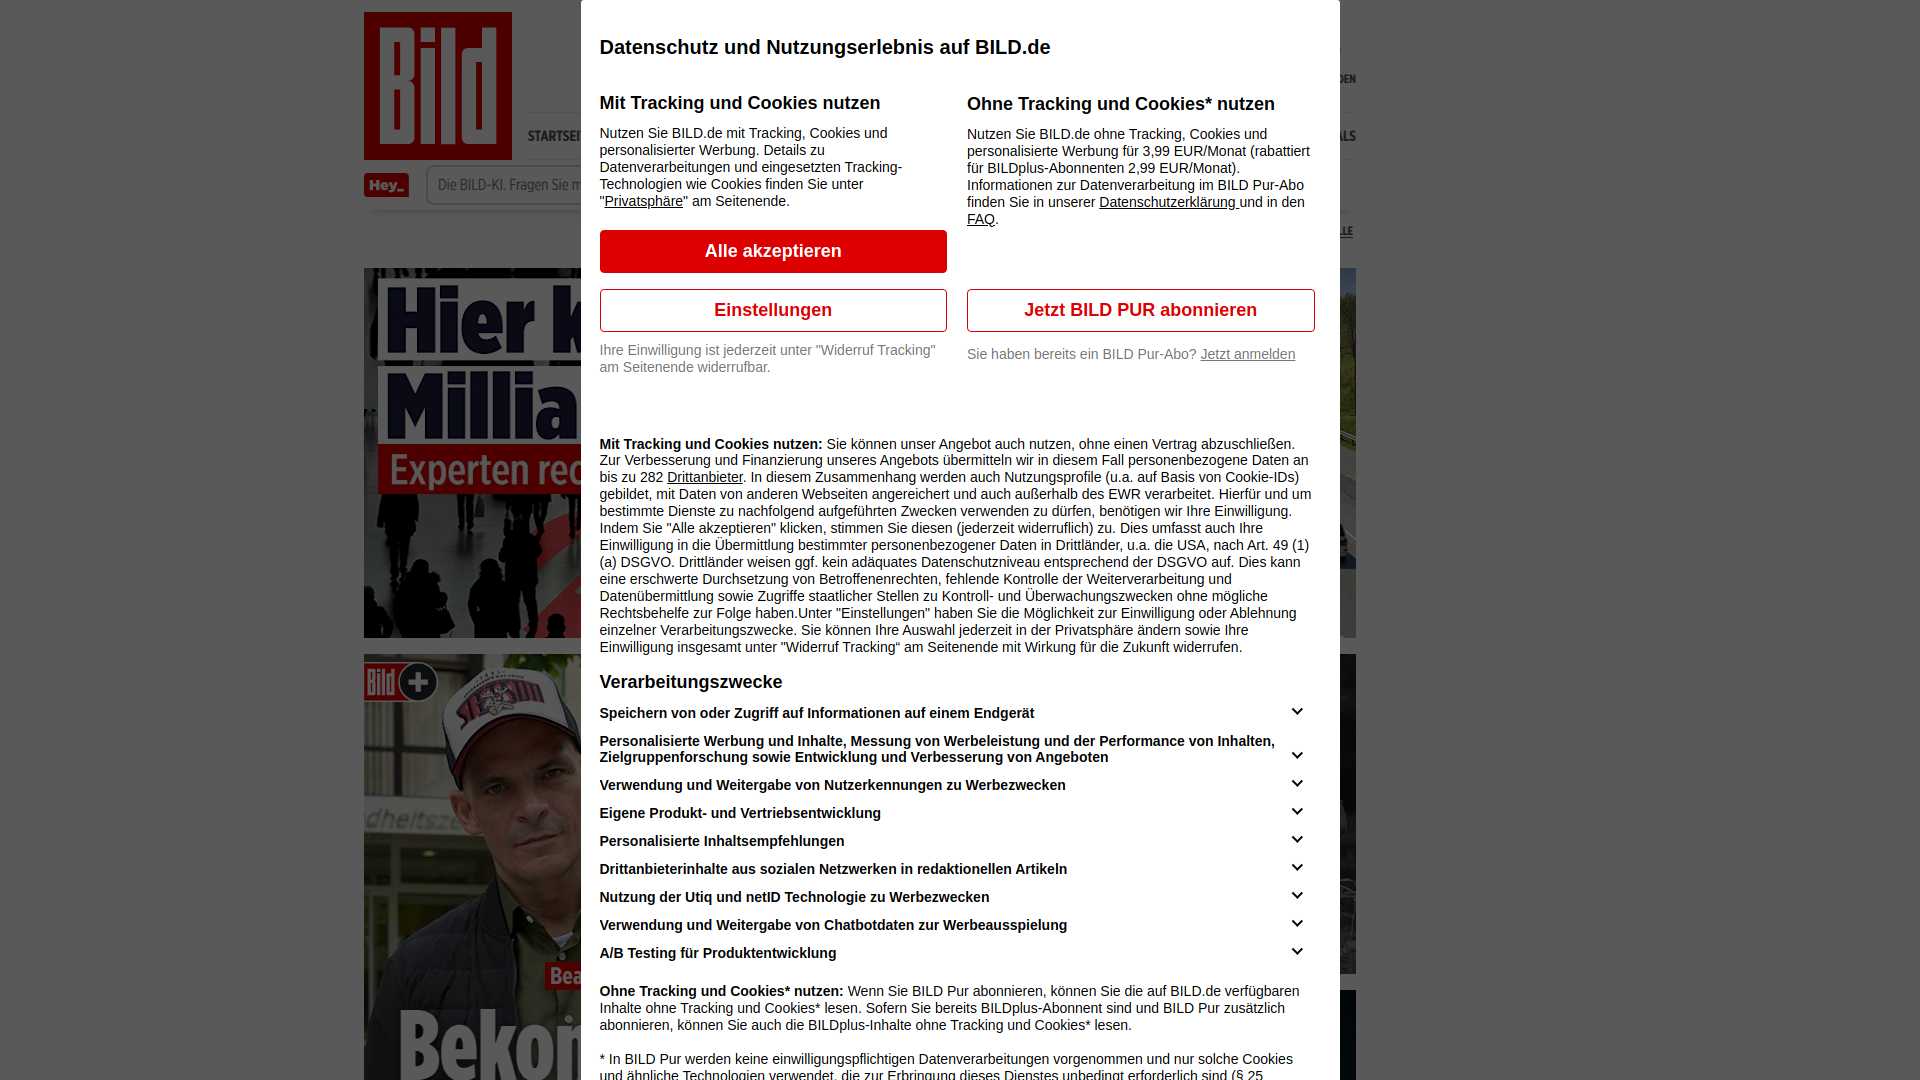 Bild
DEN
STARTSEI
ALS
Hey_
Die BILD-KI. Fragen Sie m
LLE
Hier k
Millia
Experten rec
Bild +
dheitsze
Bea
Bekon
Datenschutz und Nutzungserlebnis auf BILD.de
Mit Tracking und Cookies nutzen
Nutzen Sie BILD.de mit Tracking, Cookies und
personalisierter Werbung. Details zu
Datenverarbeitungen und eingesetzten Tracking-
Technologien wie Cookies finden Sie unter
"Privatsphäre" am Seitenende.
Alle akzeptieren
Einstellungen
Ihre Einwilligung ist jederzeit unter "Widerruf Tracking"
am Seitenende widerrufbar.
Ohne Tracking und Cookies* nutzen
Nutzen Sie BILD.de ohne Tracking, Cookies und
personalisierte Werbung für 3,99 EUR/Monat (rabattiert
für BILDplus-Abonnenten 2,99 EUR/Monat).
Informationen zur Datenverarbeitung im BILD Pur-Abo
finden Sie in unserer Datenschutzerklärung und in den
FAQ.
Jetzt BILD PUR abonnieren
Sie haben bereits ein BILD Pur-Abo? Jetzt anmelden
Mit Tracking und Cookies nutzen: Sie können unser Angebot auch nutzen, ohne einen Vertrag abzuschließen.
Zur Verbesserung und Finanzierung unseres Angebots übermitteln wir in diesem Fall personenbezogene Daten an
bis zu 282 Drittanbieter. In diesem Zusammenhang werden auch Nutzungsprofile (u.a. auf Basis von Cookie-IDs)
gebildet, mit Daten von anderen Webseiten angereichert und auch außerhalb des EWR verarbeitet. Hierfür und um
bestimmte Dienste zu nachfolgend aufgeführten Zwecken verwenden zu dürfen, benötigen wir Ihre Einwilligung.
Indem Sie "Alle akzeptieren" klicken, stimmen Sie diesen (jederzeit widerruflich) zu. Dies umfasst auch Ihre
Einwilligung in die Übermittlung bestimmter personenbezogener Daten in Drittländer, u.a. die USA, nach Art. 49 (1)
(a) DSGVO. Drittländer weisen ggf. kein adäquates Datenschutzniveau entsprechend der DSGVO auf. Dies kann
eine erschwerte Durchsetzung von Betroffenenrechten, fehlende Kontrolle der Weiterverarbeitung und
Datenübermittlung sowie Zugriffe staatlicher Stellen zu Kontroll- und Überwachungszwecken ohne mögliche
Rechtsbehelfe zur Folge haben.Unter "Einstellungen" haben Sie die Möglichkeit zur Einwilligung oder Ablehnung
einzelner Verarbeitungszwecke. Sie können Ihre Auswahl jederzeit in der Privatsphäre ändern sowie Ihre
Einwilligung insgesamt unter "Widerruf Tracking“ am Seitenende mit Wirkung für die Zukunft widerrufen.
Verarbeitungszwecke
Speichern von oder Zugriff auf Informationen auf einem Endgerät
Personalisierte Werbung und Inhalte, Messung von Werbeleistung und der Performance von Inhalten,
Zielgruppenforschung sowie Entwicklung und Verbesserung von Angeboten
Verwendung und Weitergabe von Nutzerkennungen zu Werbezwecken
Eigene Produkt- und Vertriebsentwicklung
Personalisierte Inhaltsempfehlungen
Drittanbieterinhalte aus sozialen Netzwerken in redaktionellen Artikeln
Nutzung der Utiq und netID Technologie zu Werbezwecken
Verwendung und Weitergabe von Chatbotdaten zur Werbeausspielung
A/B Testing für Produktentwicklung
Ohne Tracking und Cookies* nutzen: Wenn Sie BILD Pur abonnieren, können Sie die auf BILD.de verfügbaren
Inhalte ohne Tracking und Cookies* lesen. Sofern Sie bereits BILDplus-Abonnent sind und BILD Pur zusätzlich
abonnieren, können Sie auch die BILDplus-Inhalte ohne Tracking und Cookies* lesen.
* In BILD Pur werden keine einwilligungspflichtigen Datenverarbeitungen vorgenommen und nur solche Cookies
und ähnliche Technologien verwendet, die zur Erbringung dieses Dienstes unbedingt erforderlich sind (§ 25